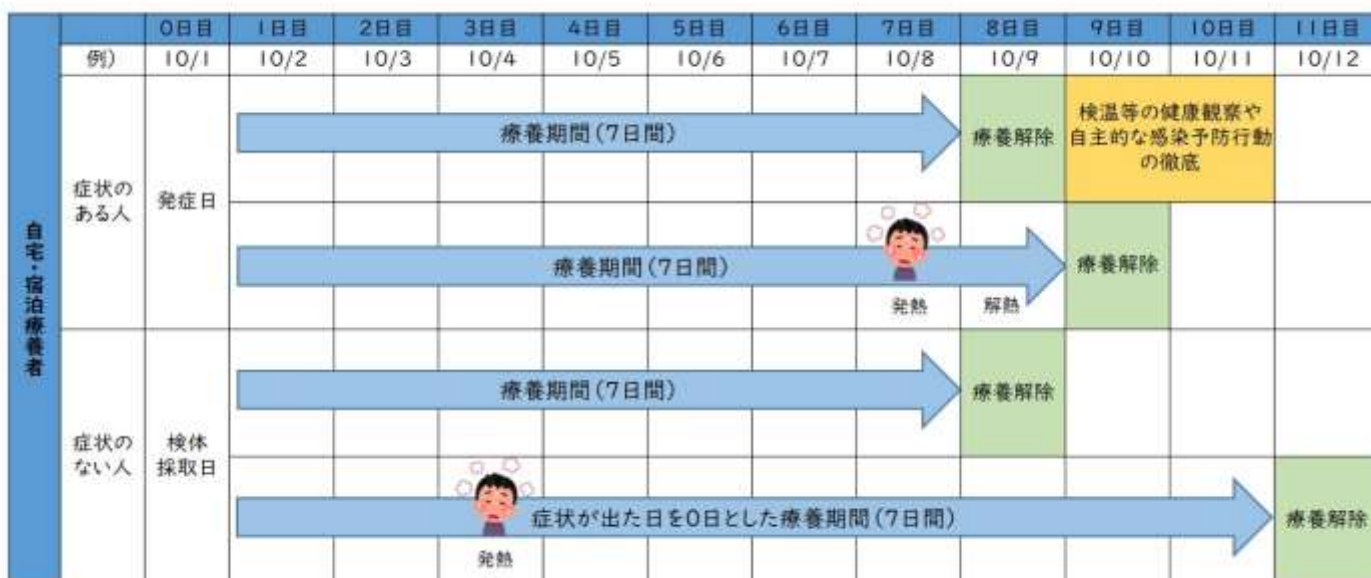 0日目 1日目 2日目 3日目 4日目 5日目 6日目 7日目 8日目 9日目 10日目 11日目
例) 10/1 10/2 10/3 10/4 10/5 10/6 10/7 10/8 10/9 10/10 10/11 10/12
自宅・宿泊療養者
症状の
ある人
発症日
療養期間(7日間)
療養解除
検温等の健康観察や
自主的な感染予防行動
の徹底
療養期間(7日間)
発熱
解熱
療養解除
症状の
ない人
検体
採取日
療養期間(7日間)
療養解除
発熱
症状が出た日を0日とした療養期間(7日間)
療養解除